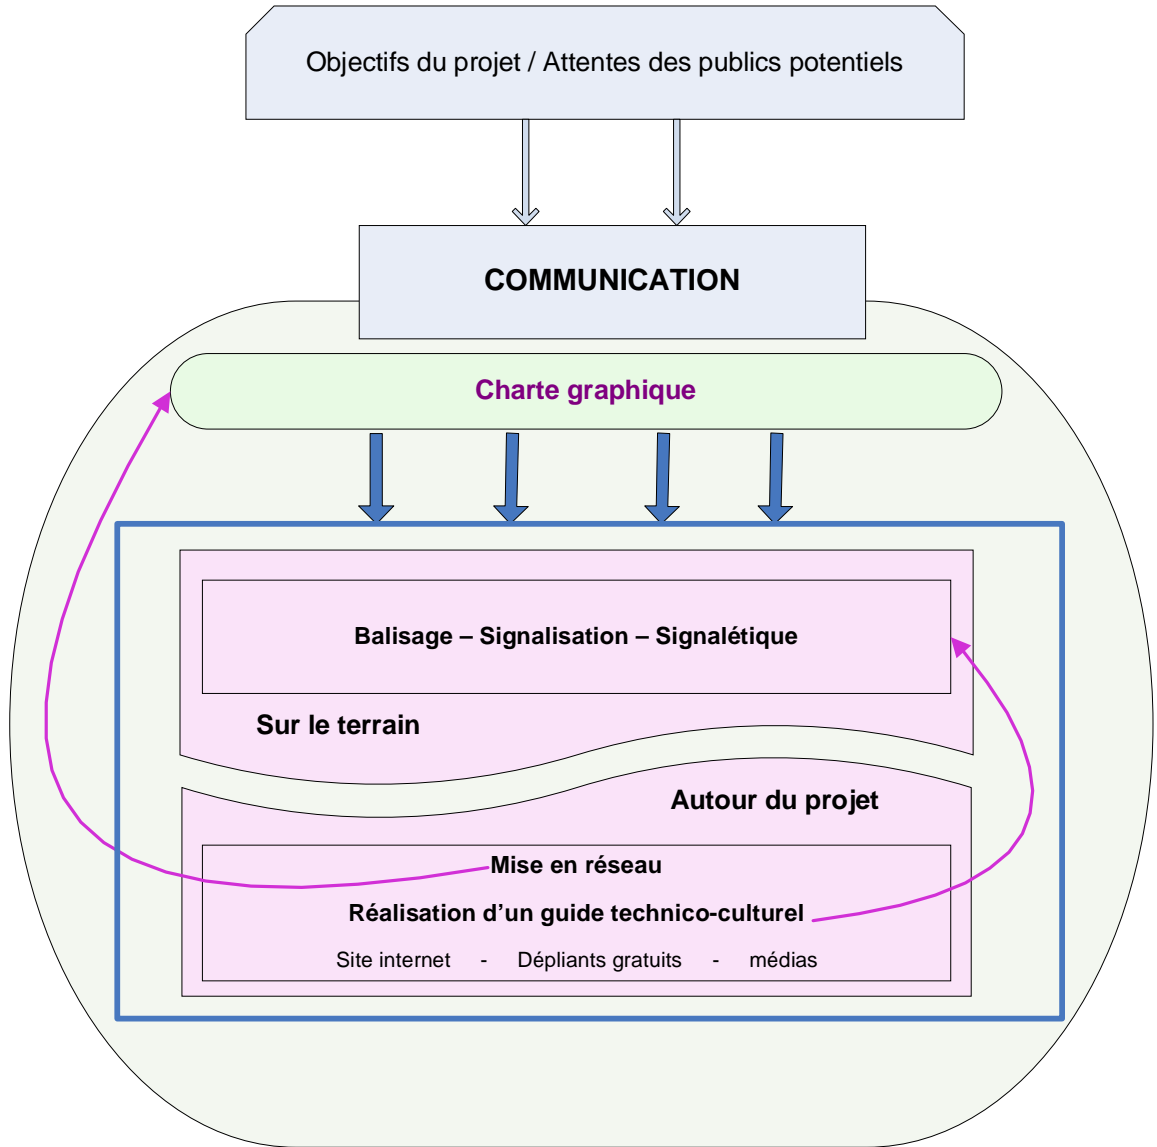 Objectifs du projet / Attentes des publics potentiels
COMMUNICATION
Charte graphique
Balisage – Signalisation – Signalétique
Sur le terrain
Autour du projet
Mise en réseau
Réalisation d’un guide technico-culturel
Site internet - Dépliants gratuits - médias